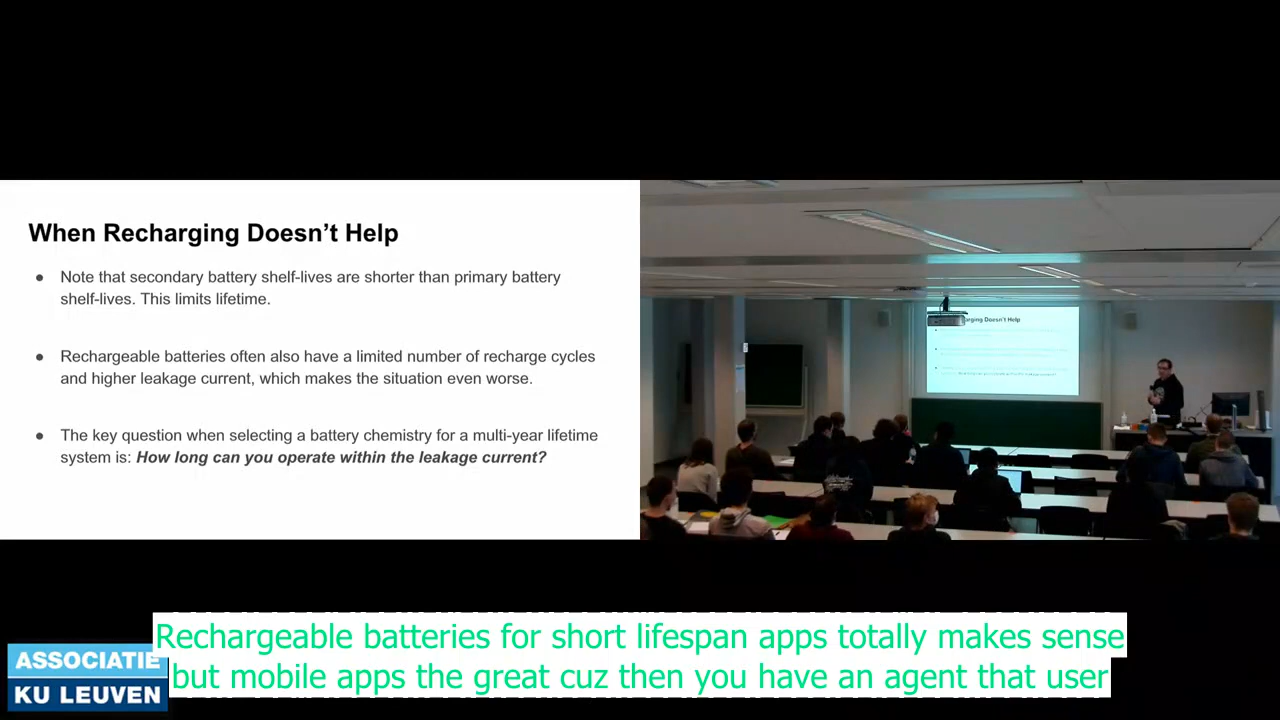 When Recharging Doesn’t Help
● Note that secondary battery shelf-lives are shorter than primary battery
shelf-lives. This limits lifetime.
● Rechargeable batteries often also have a limited number of recharge cycles
and higher leakage current, which makes the situation even worse.
● The key question when selecting a battery chemistry for a multi-year lifetime
system is: How long can you operate within the leakage current?
arging Doesn't Help
Rechargeable batteries for short lifespan apps totally makes sense
but mobile apps the great cuz then you have an agent that user
ASSOCIATIE
KU LEUVEN